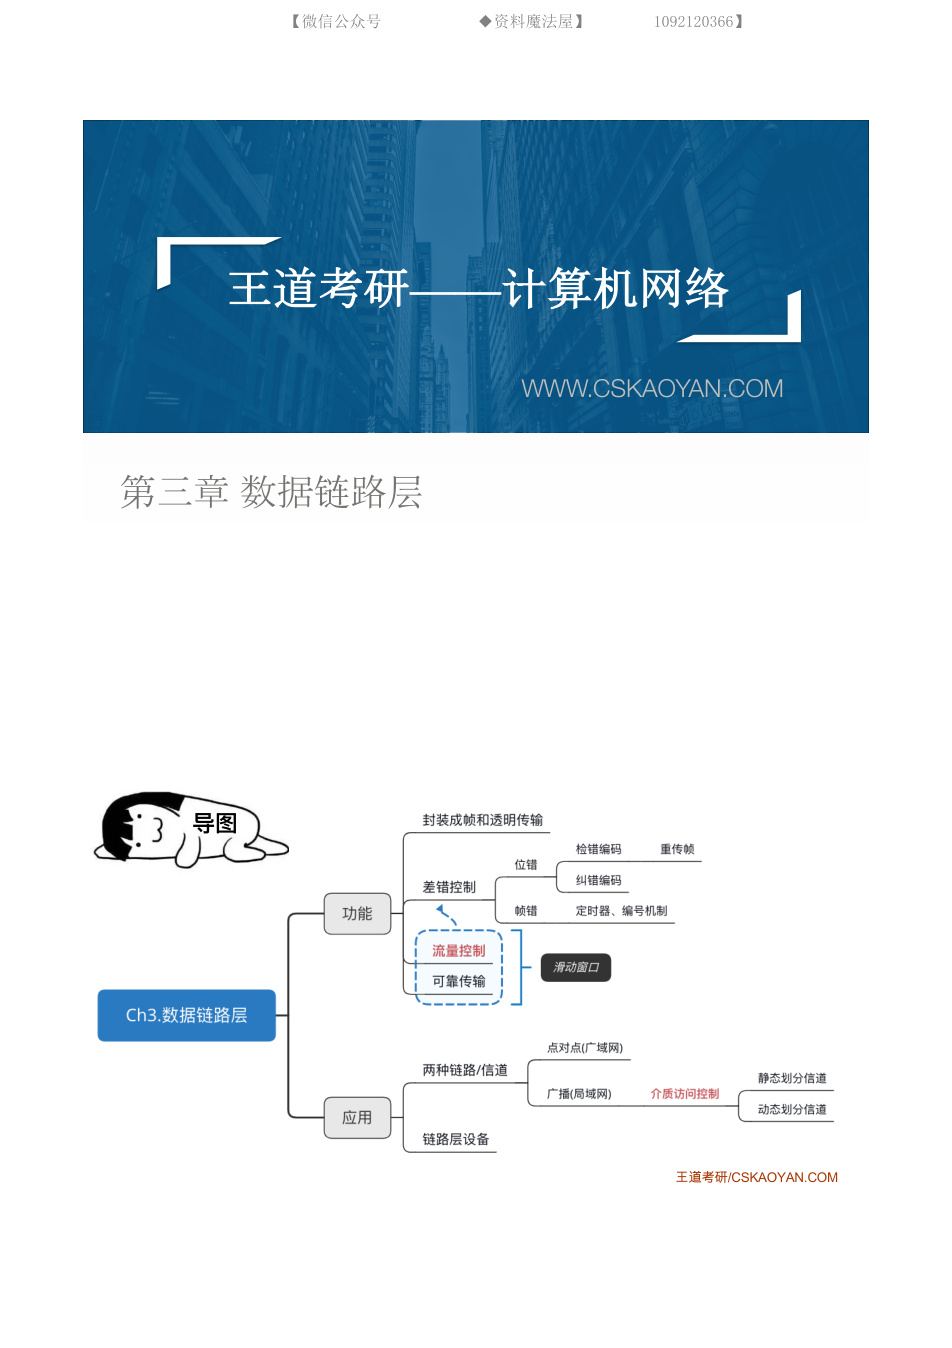 【微信公众号 ◆资料魔法屋】 1092120366】
王道考研——计算机网络
WWW.CSKAOYAN.COM
第三章 数据链路层
导图
封装成帧和透明传输
检错编码 重传帧
位错
纠错编码
差错控制
帧错 定时器、编号机制
功能
流量控制
滑动窗口
可靠传输
Ch3.数据链路层
点对点(广域网)
两种链路/信道
静态划分信道
广播(局域网) 介质访问控制
动态划分信道
应用
链路层设备
王道考研/CSKAOYAN.COM